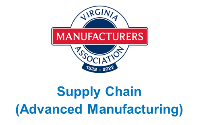 VIRGINIA
MANUFACTURERS
ASSOCIATION
Supply Chain
(Advanced Manufacturing)